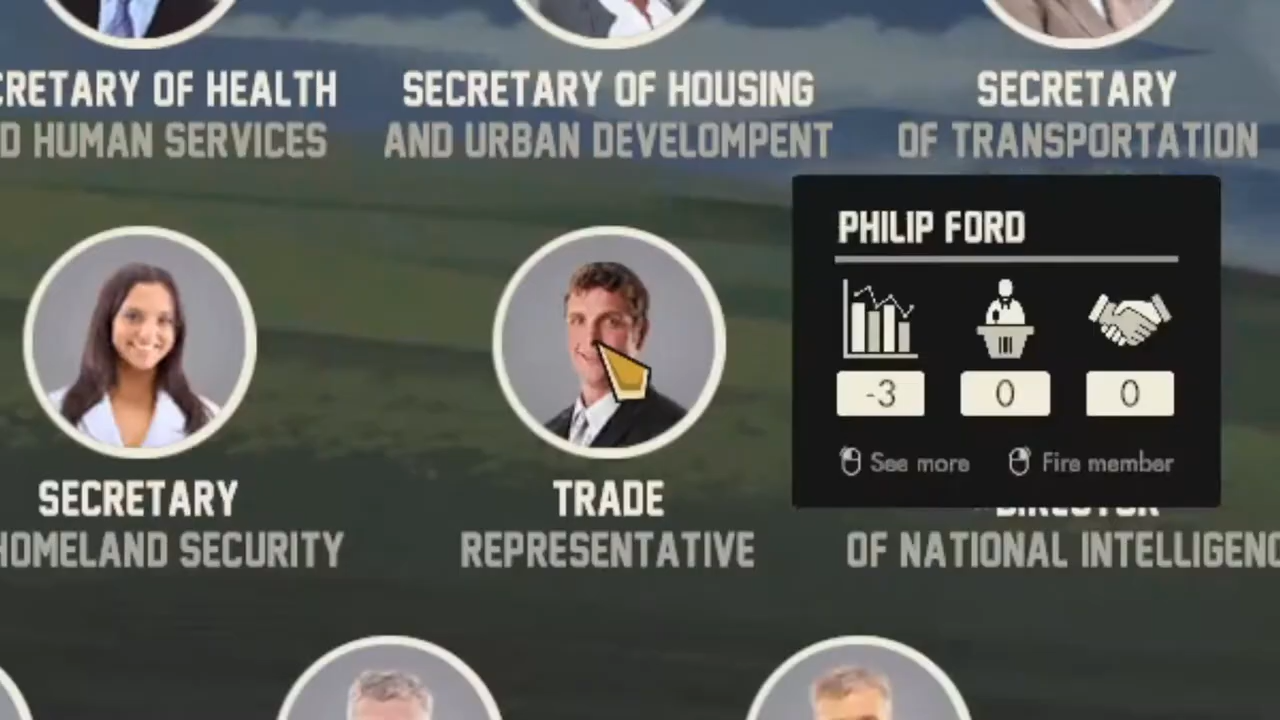 CRETARY OF HEALTH
D HUMAN SERVICES
SECRETARY OF HOUSING
AND URBAN DEVELOMPENT
SECRETARY
OF TRANSPORTATION
PHILIP FORD
-3
0
0
See more
Fire member
SECRETARY
HOMELAND SECURITY
TRADE
REPRESENTATIVE
DIRECTOR
OF NATIONAL INTELLIGENC